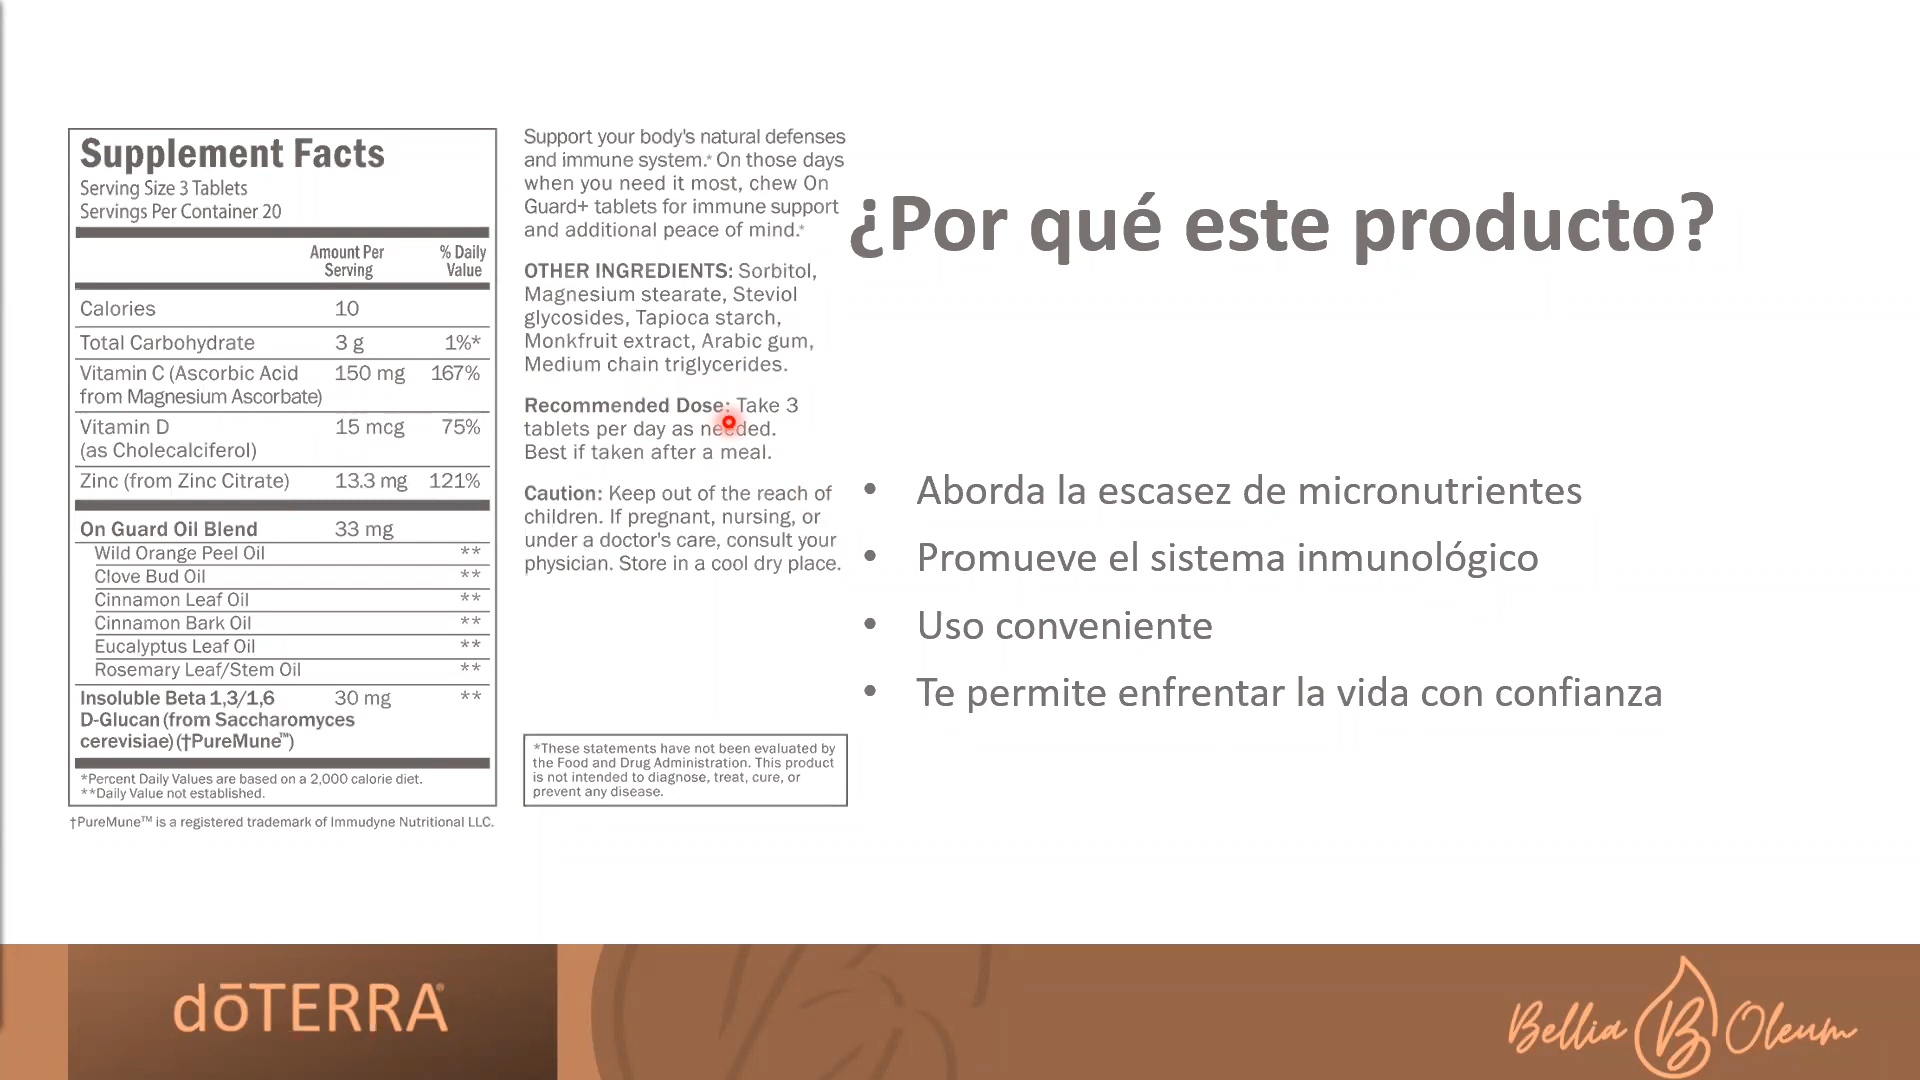 Supplement Facts
Serving Size 3 Tablets
Servings Per Container 20
Amount Per Serving % Daily Value
Calories 10
Total Carbohydrate 3 g 1%*
Vitamin C (Ascorbic Acid 150 mg 167%
from Magnesium Ascorbate)
Vitamin D 15 mcg 75%
(as Cholecalciferol)
Zinc (from Zinc Citrate) 13.3 mg 121%
On Guard Oil Blend 33 mg
Wild Orange Peel Oil **
Clove Bud Oil **
Cinnamon Leaf Oil **
Cinnamon Bark Oil **
Eucalyptus Leaf Oil **
Rosemary Leaf/Stem Oil **
Insoluble Beta 1,3/1,6 30 mg **
D-Glucan (from Saccharomyces
cerevisiae) (†PureMune™)
*Percent Daily Values are based on a 2,000 calorie diet.
**Daily Value not established.
†PureMune™ is a registered trademark of Immudyne Nutritional LLC.
Support your body's natural defenses
and immune system.* On those days
when you need it most, chew On
Guard+ tablets for immune support
and additional peace of mind.*
OTHER INGREDIENTS: Sorbitol,
Magnesium stearate, Steviol
glycosides, Tapioca starch,
Monkfruit extract, Arabic gum,
Medium chain triglycerides.
Recommended Dose: Take 3
tablets per day as needed.
Best if taken after a meal.
Caution: Keep out of the reach of
children. If pregnant, nursing, or
under a doctor's care, consult your
physician. Store in a cool dry place.
*These statements have not been evaluated by
the Food and Drug Administration. This product
is not intended to diagnose, treat, cure, or
prevent any disease.
¿Por qué este producto?
• Aborda la escasez de micronutrientes
• Promueve el sistema inmunológico
• Uso conveniente
• Te permite enfrentar la vida con confianza
dōTERRA®
Bellia B Oleum